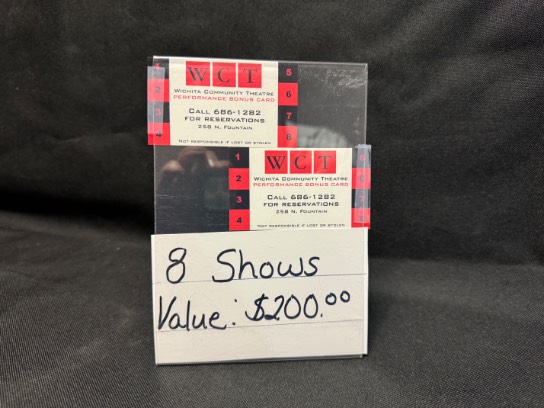 1 WCT 5
2 WICHITA COMMUNITY THEATRE
PERFORMANCE BONUS CARD
3 CALL 686-1282 7
FOR RESERVATIONS
4 258 N. FOUNTAIN 8
NOT RESPONSIBLE IF LOST OR STOLEN
1 WCT 5
2 WICHITA COMMUNITY THEATRE
PERFORMANCE BONUS CARD
3 CALL 686-1282
FOR RESERVATIONS
4 258 N. FOUNTAIN 8
NOT RESPONSIBLE IF LOST OR STOLEN
8 Shows
Value: $200.00